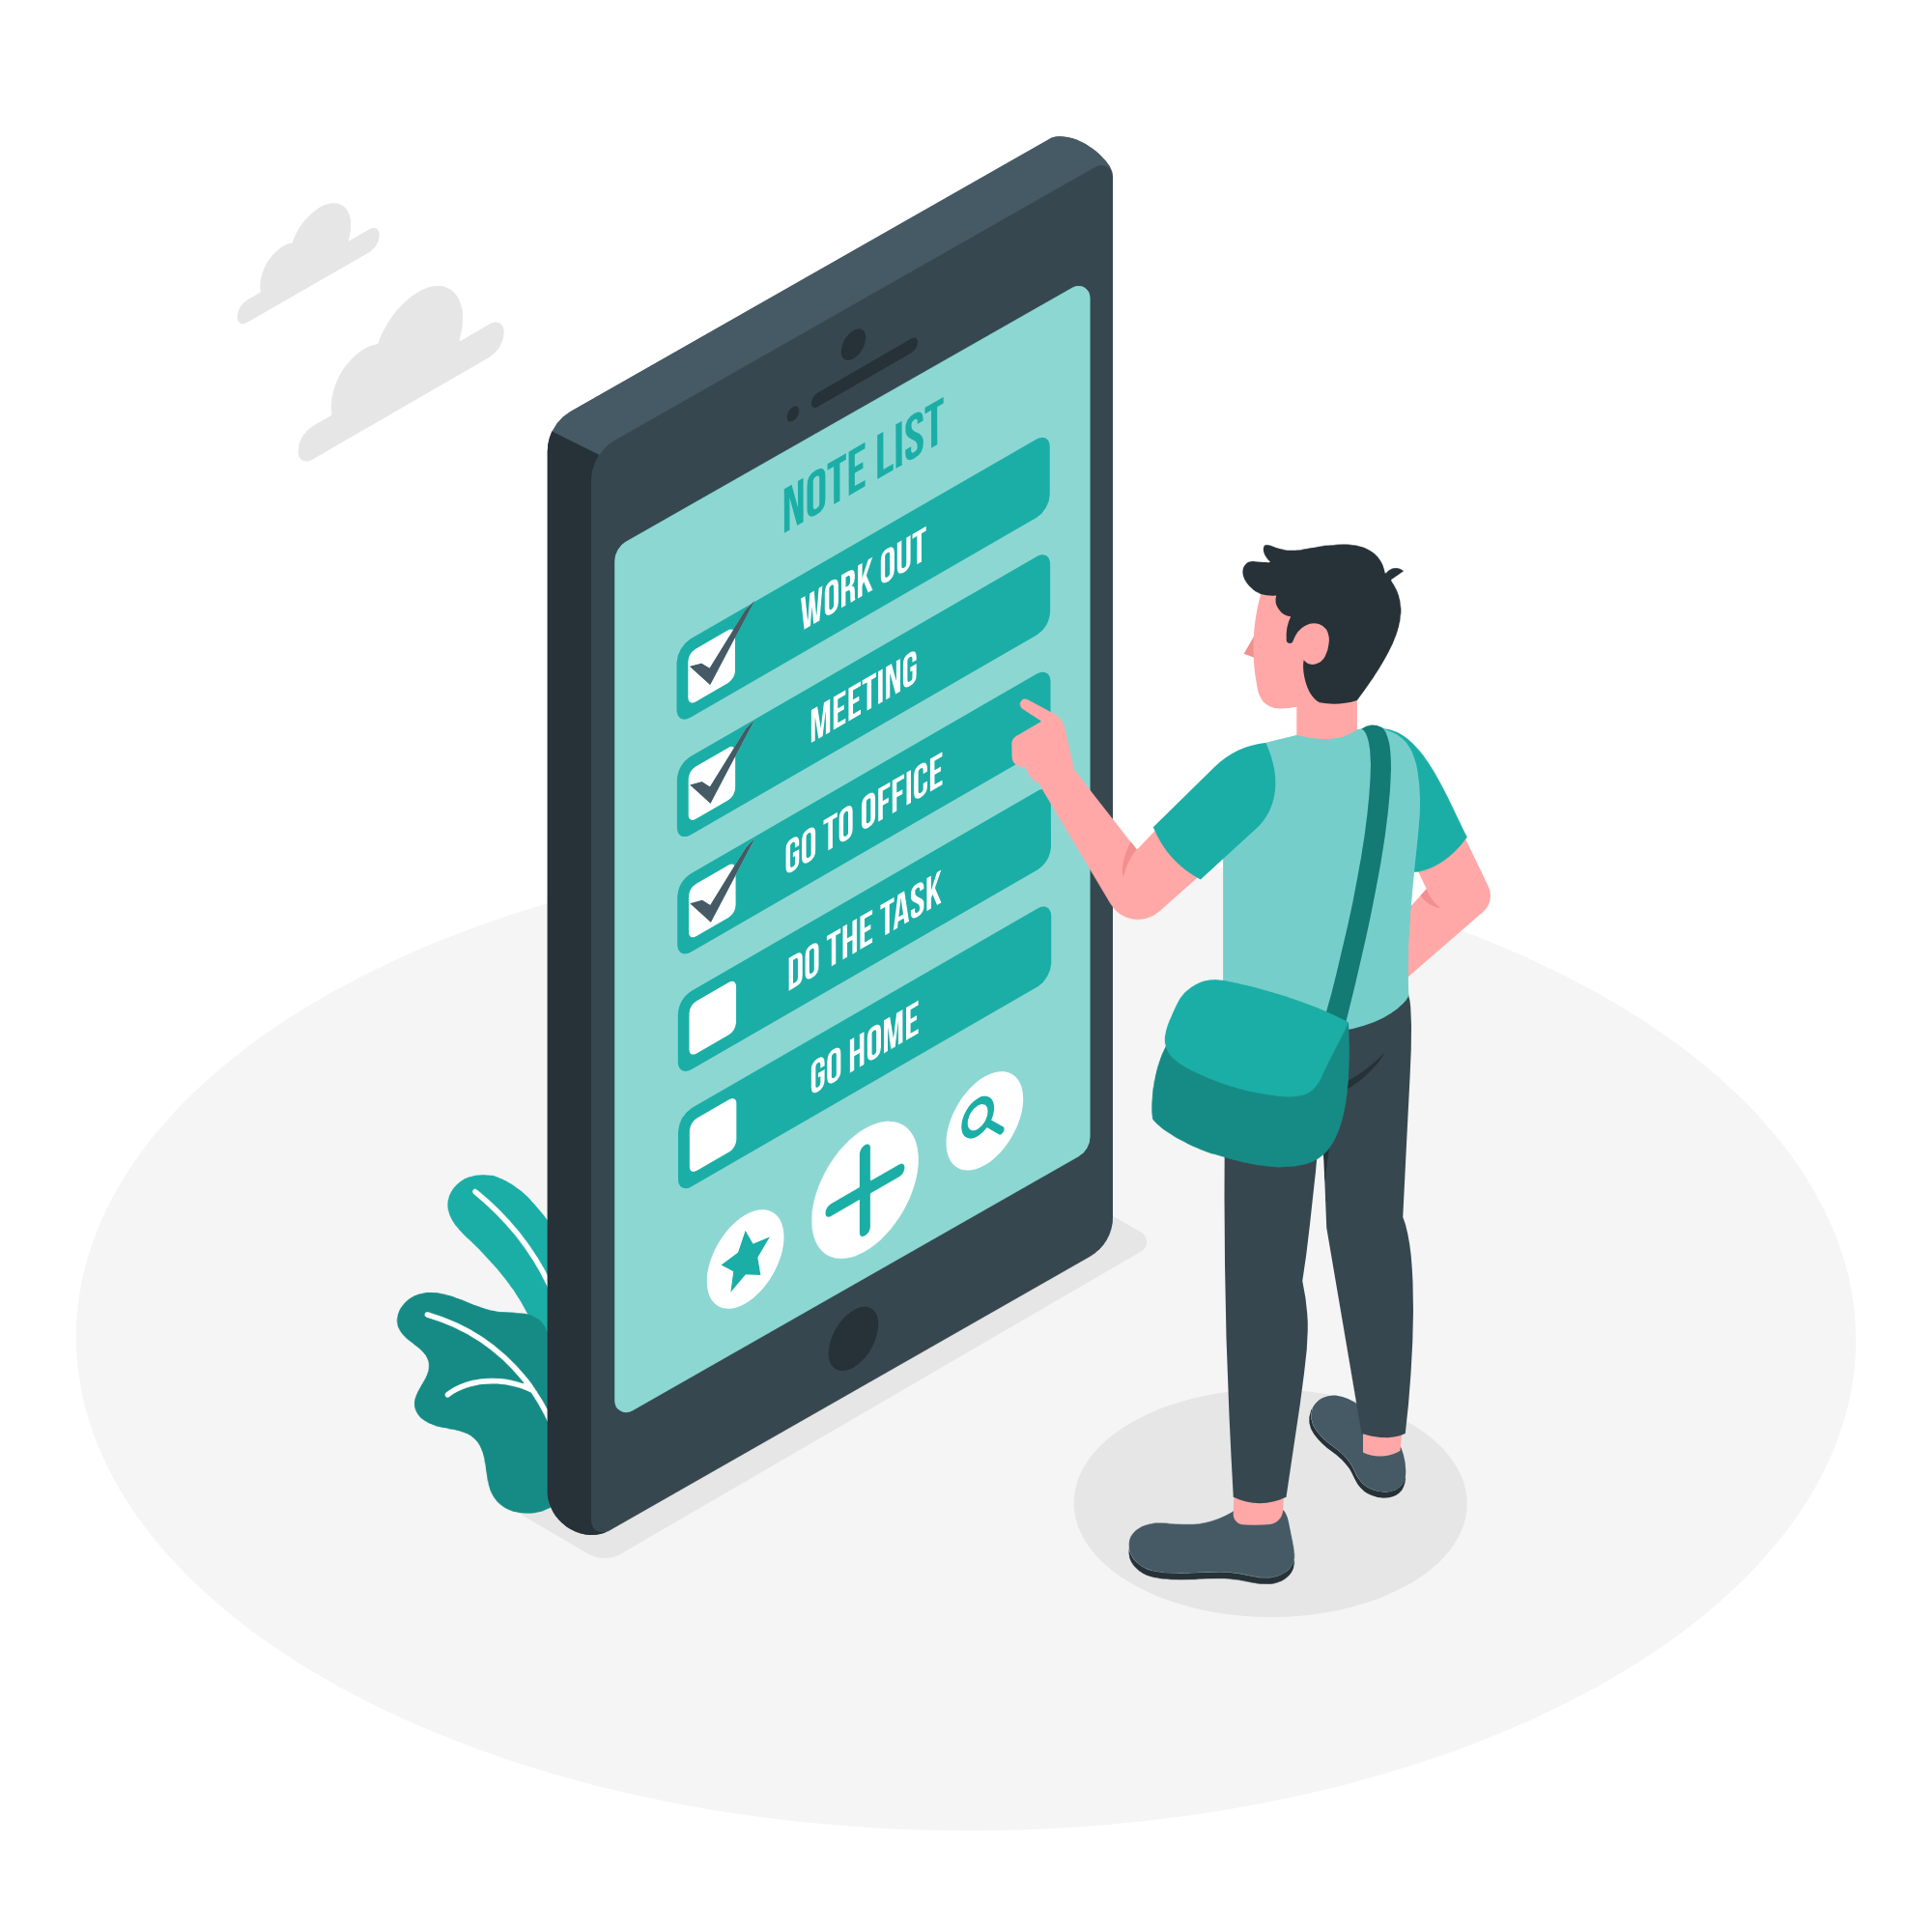 NOTE LIST
WORK OUT
MEETING
GO TO OFFICE
DO THE TASK
GO HOME